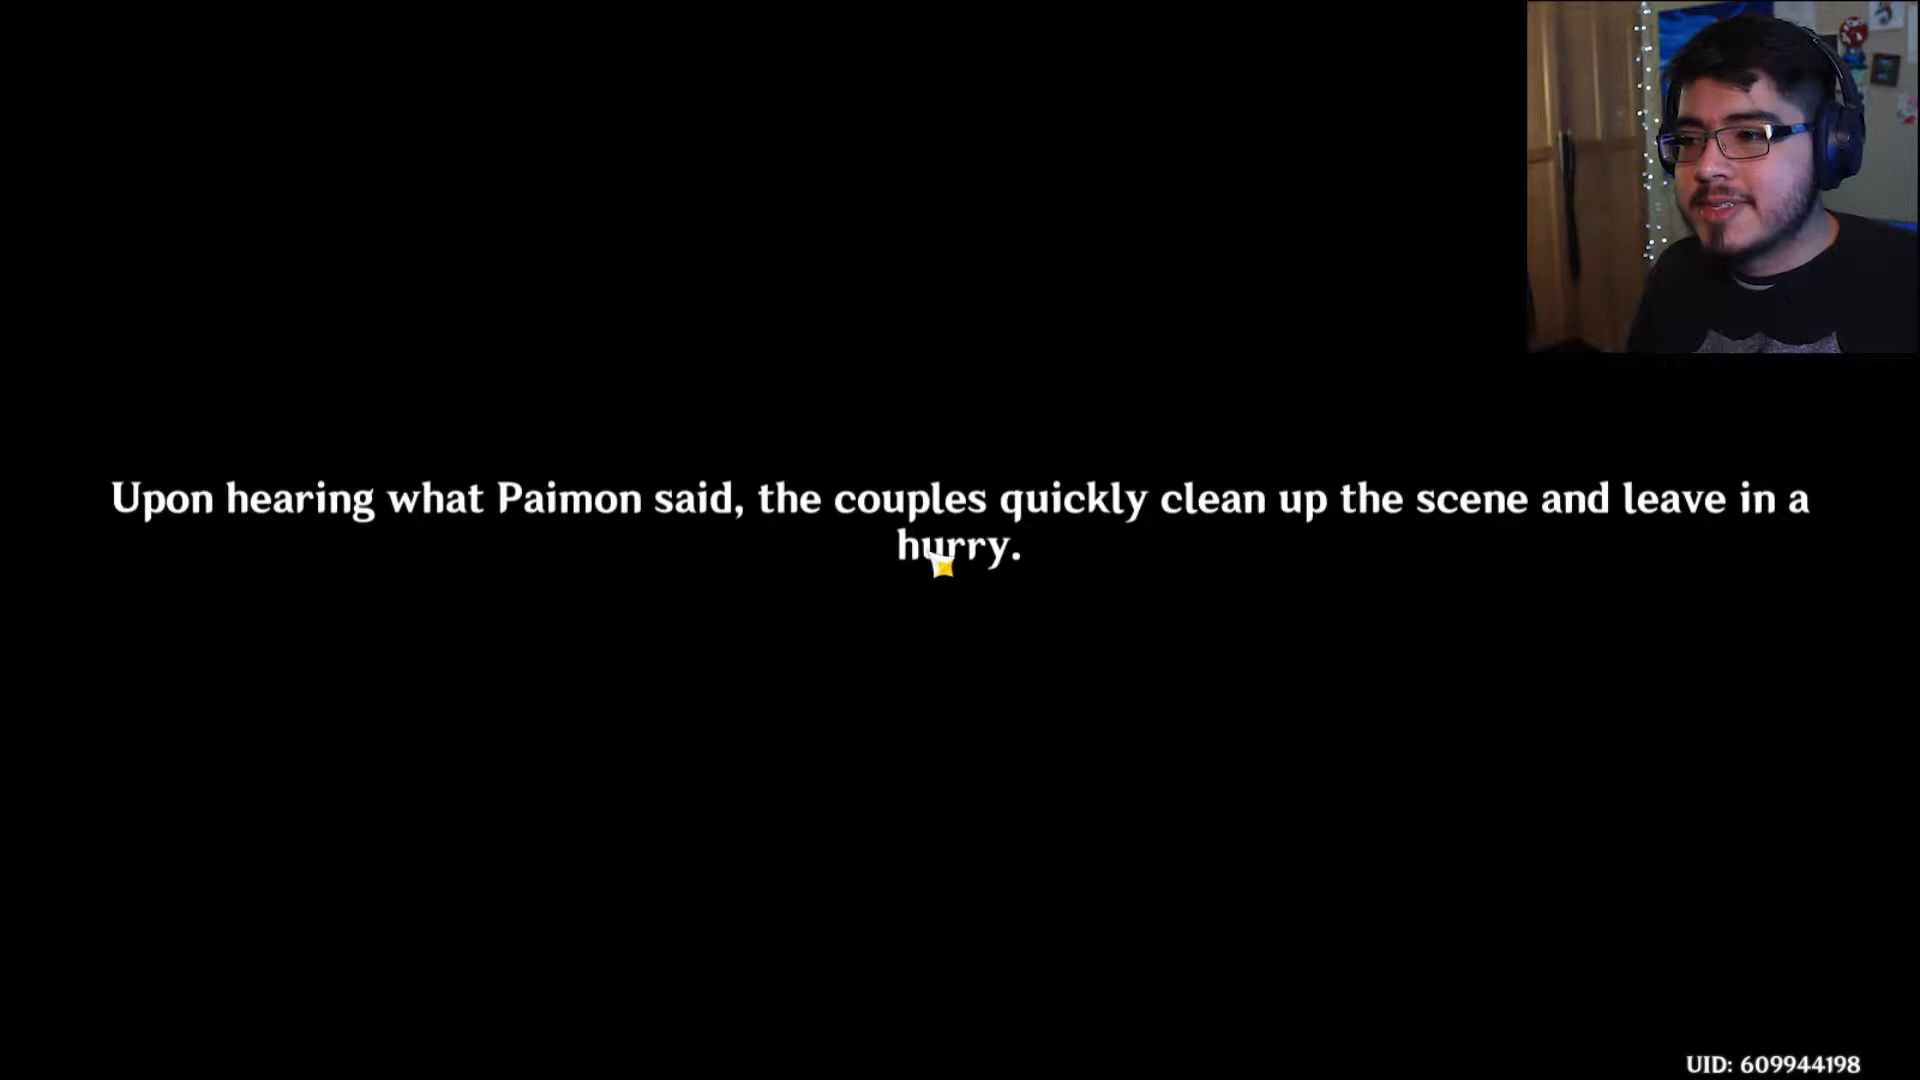 Upon hearing what Paimon said, the couples quickly clean up the scene and leave in a
hurry.
UID: 609944198